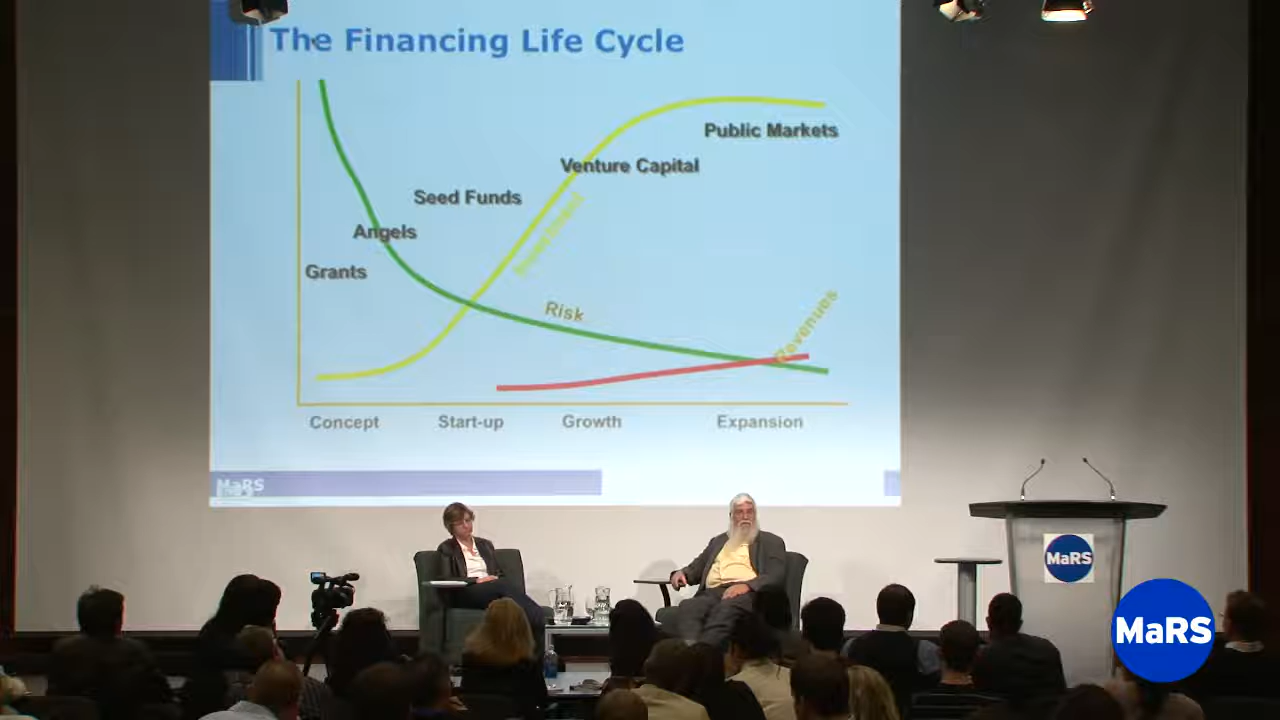 The Financing Life Cycle
Public Markets
Venture Capital
Seed Funds
Angels
Grants
Investment
Risk
Revenues
Concept Start-up Growth Expansion
MaRS
MaRS
MaRS